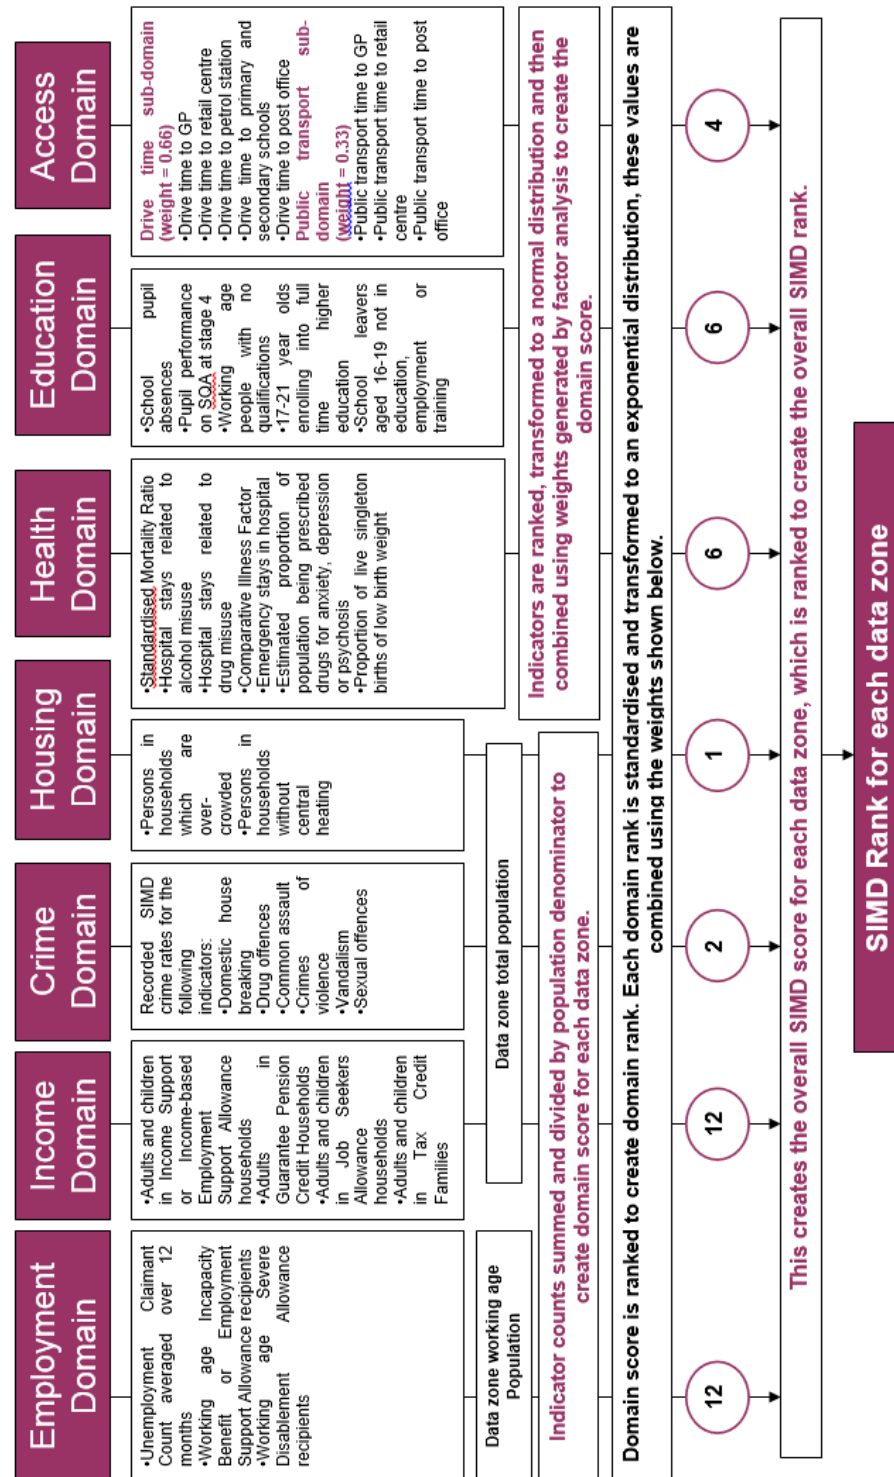 Employment
Domain
Income
Domain
Crime
Domain
Housing
Domain
Health
Domain
Education
Domain
Access
Domain
•Unemployment Claimant
Count averaged over 12
months
•Working age Incapacity
Benefit or Employment
Support Allowance recipients
•Working age Severe
Disablement Allowance
recipients
•Adults and children
in Income Support
or Income-based
Employment
Support Allowance
households
•Adults in
Guarantee Pension
Credit Households
•Adults and children
in Job Seekers
Allowance
households
•Adults and children
in Tax Credit
Families
Recorded SIMD
crime rates for the
following
indicators:
•Domestic house
breaking
•Drug offences
•Common assault
•Crimes of
violence
•Vandalism
•Sexual offences
•Persons in
households
which are
over-
crowded
•Persons in
households
without
central
heating
•Standardised Mortality Ratio
•Hospital stays related to
alcohol misuse
•Hospital stays related to
drug misuse
•Comparative Illness Factor
•Emergency stays in hospital
•Estimated proportion of
population being prescribed
drugs for anxiety, depression
or psychosis
•Proportion of live singleton
births of low birth weight
•School pupil
absences
•Pupil performance
on SQA at stage 4
•Working age
people with no
qualifications
•17-21 year olds
enrolling into full
time higher
education
•School leavers
aged 16-19 not in
education,
employment or
training
Drive time sub-domain
(weight = 0.66)
•Drive time to GP
•Drive time to retail centre
•Drive time to petrol station
•Drive time to primary and
secondary schools
•Drive time to post office
Public transport sub-
domain
(weight = 0.33)
•Public transport time to GP
•Public transport time to retail
centre
•Public transport time to post
office
Data zone working age
Population
Data zone total population
Indicator counts summed and divided by population denominator to
create domain score for each data zone.
Indicators are ranked, transformed to a normal distribution and then
combined using weights generated by factor analysis to create the
domain score.
Domain score is ranked to create domain rank. Each domain rank is standardised and transformed to an exponential distribution, these values are
combined using the weights shown below.
12
12
2
1
6
6
4
This creates the overall SIMD score for each data zone, which is ranked to create the overall SIMD rank.
SIMD Rank for each data zone